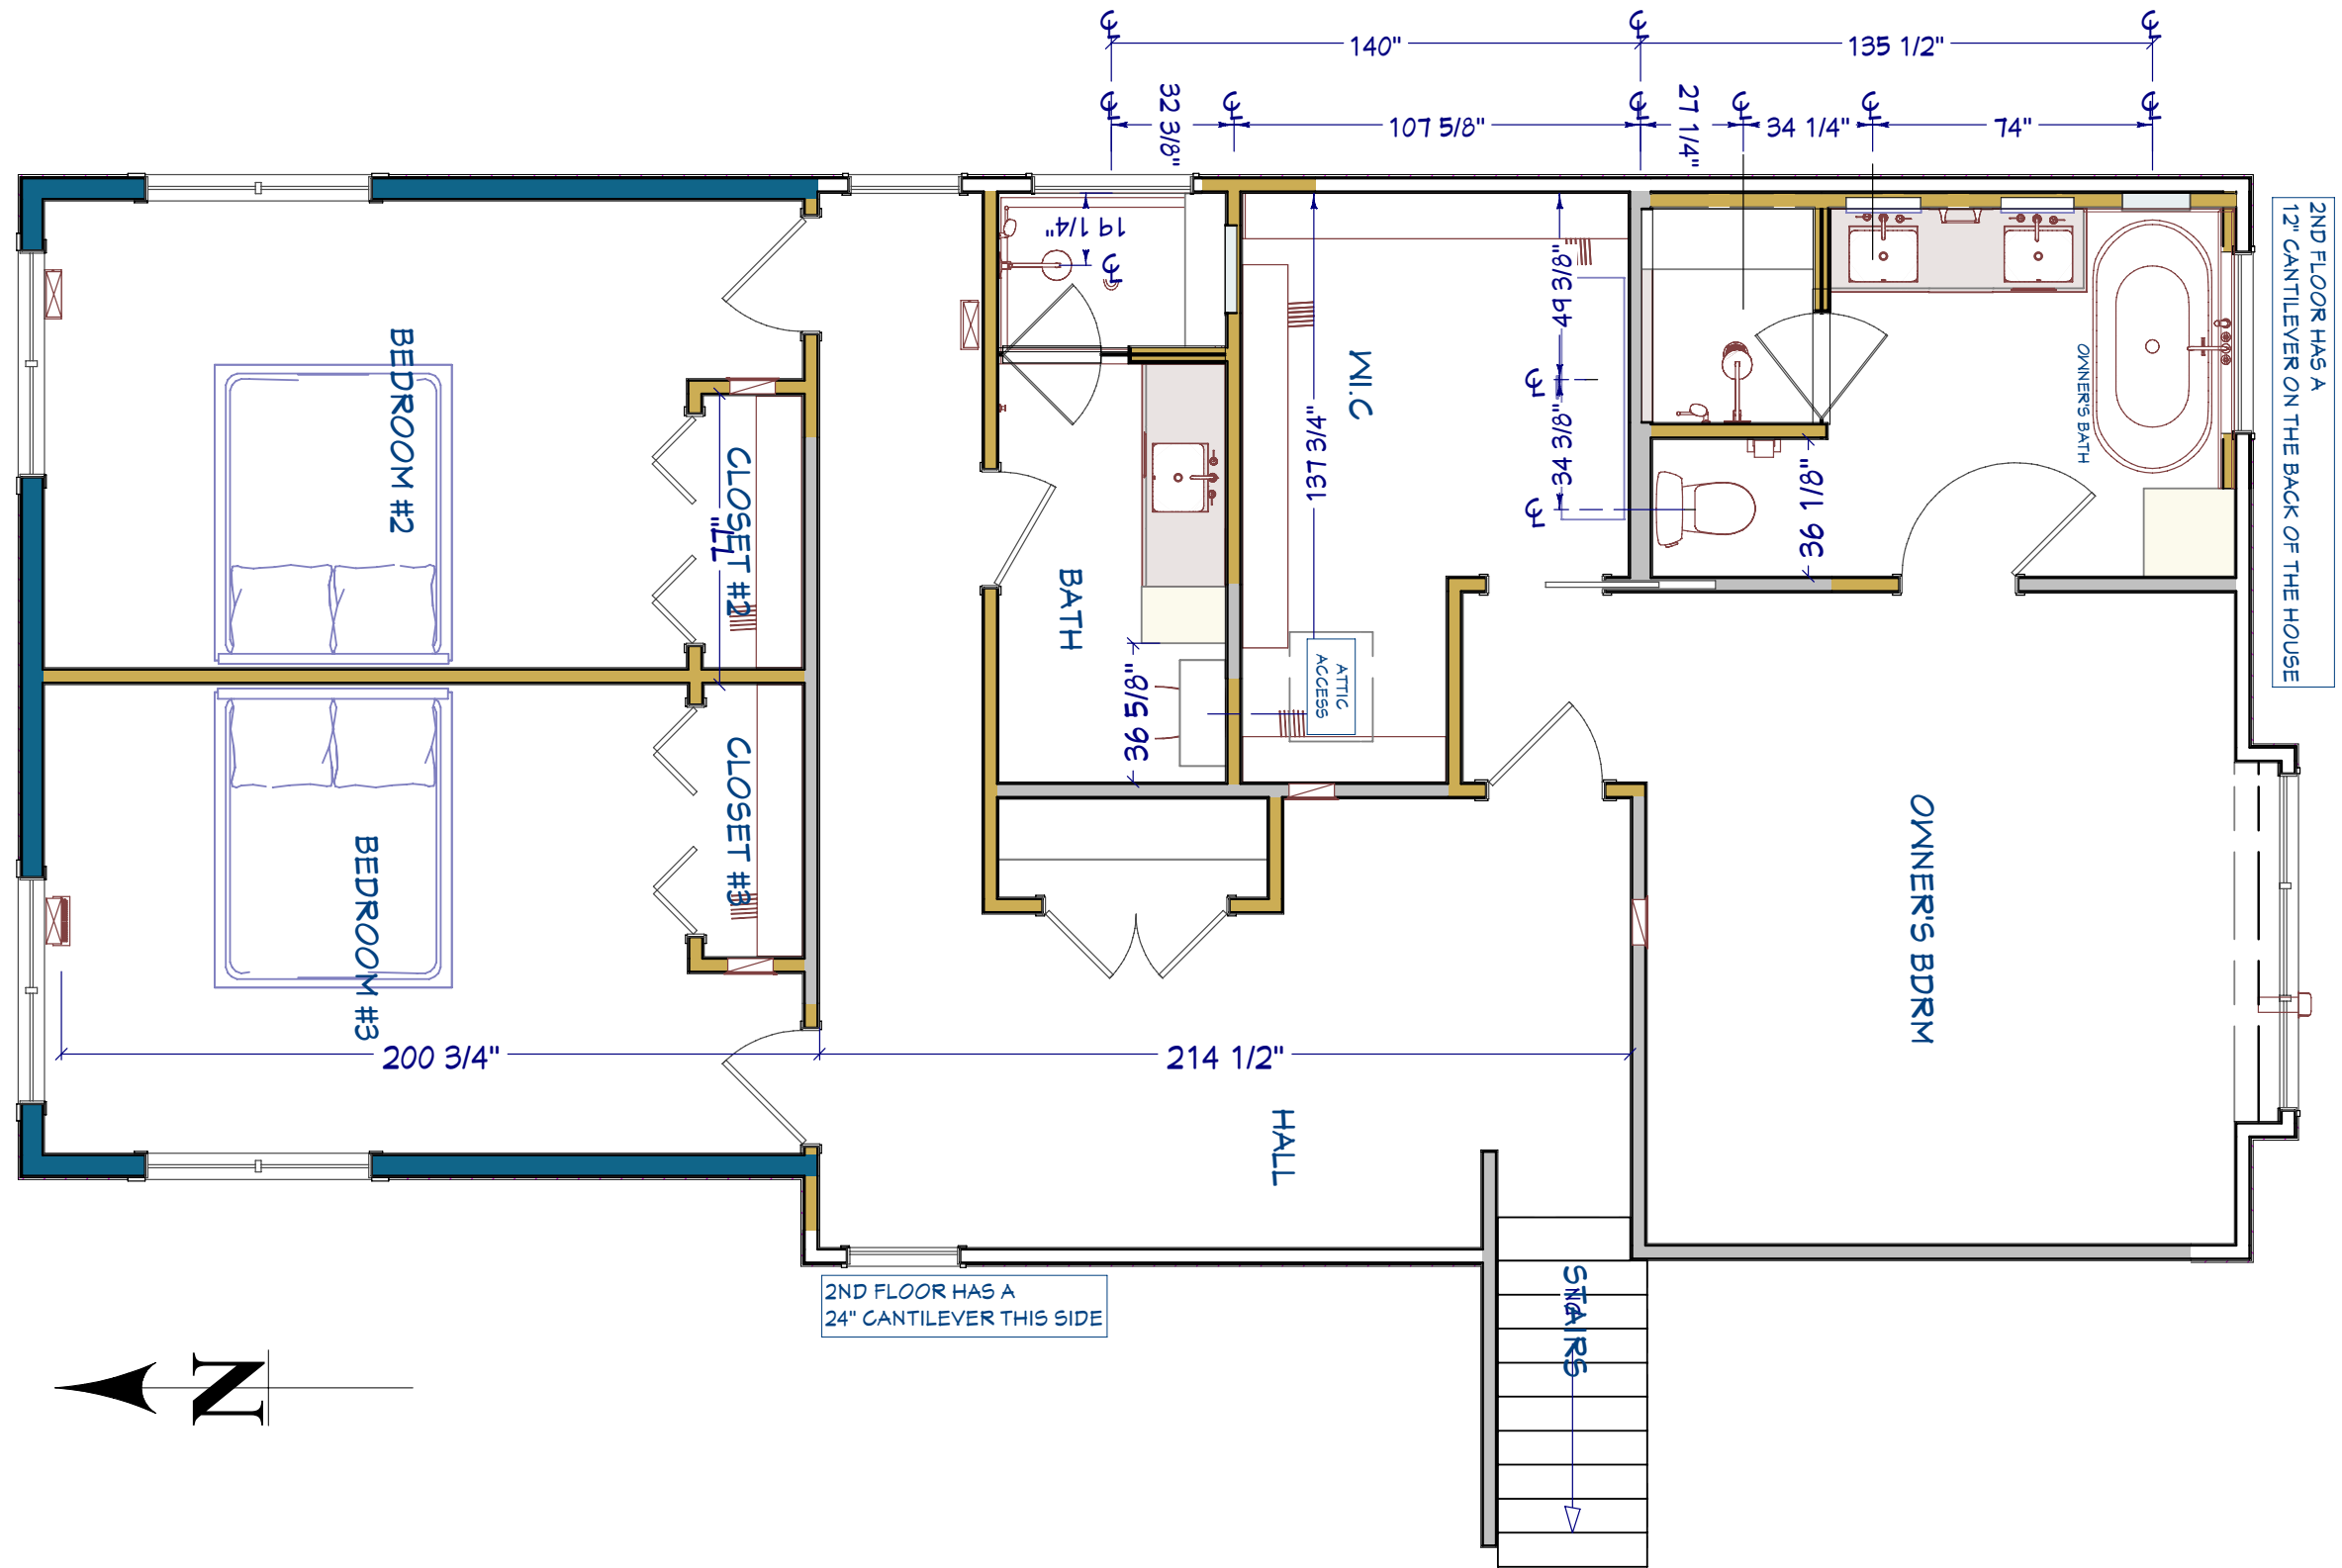 ℄
℄
℄
140"
135 1/2"
℄
32 3/8"
℄
107 5/8"
℄
27 1/4"
℄
34 1/4"
℄
74"
℄
2ND FLOOR HAS A
12" CANTILEVER ON THE BACK OF THE HOUSE
19 1/4"
℄
49 3/8"
℄
34 3/8"
℄
137 3/4"
36 1/8"
W.I.C
OWNER'S BATH
BEDROOM #2
CLOSET #2
77"
BATH
36 5/8"
ATTIC
ACCESS
CLOSET #3
BEDROOM #3
OWNER'S BDRM
200 3/4"
214 1/2"
HALL
2ND FLOOR HAS A
24" CANTILEVER THIS SIDE
STAIRS
DN
N